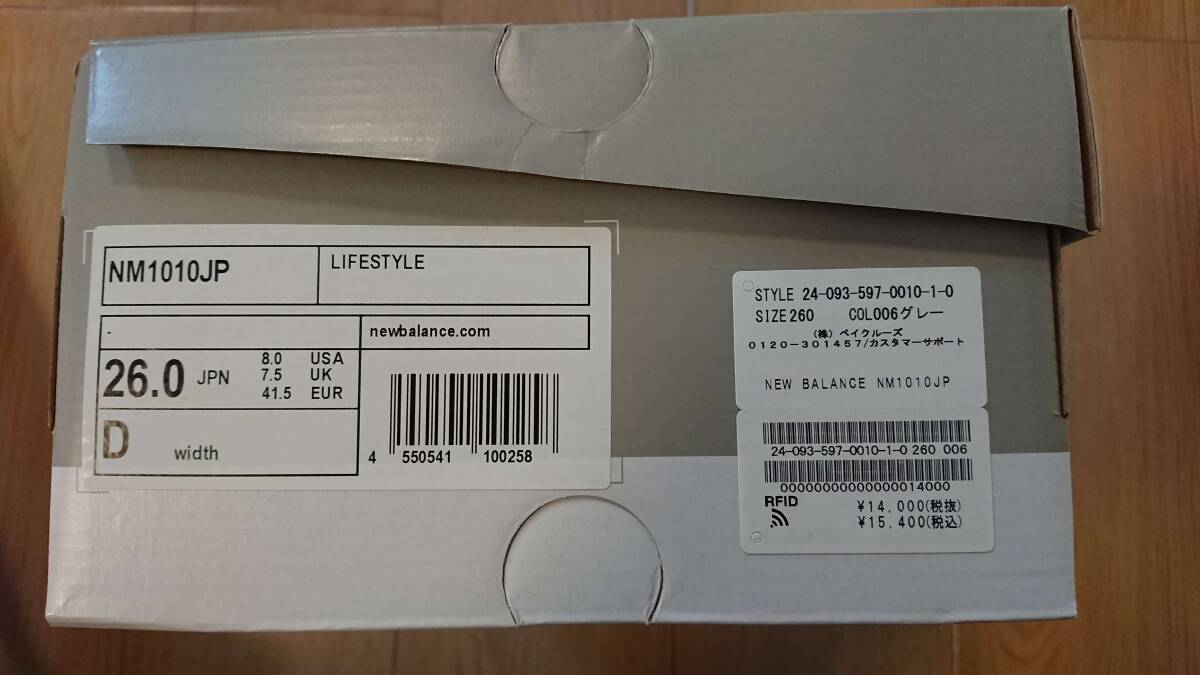 NM1010JP
LIFESTYLE
-
newbalance.com
26.0 JPN
8.0 USA
7.5 UK
41.5 EUR
D width
4 550541 100258
STYLE 24-093-597-0010-1-0
SIZE 260 COL006グレー
(株) ベイクルーズ
0120-301457/カスタマーサポート
NEW BALANCE NM1010JP
24-093-597-0010-1-0 260 006
00000000000000014000
RFID
¥14,000(税抜)
¥15,400(税込)